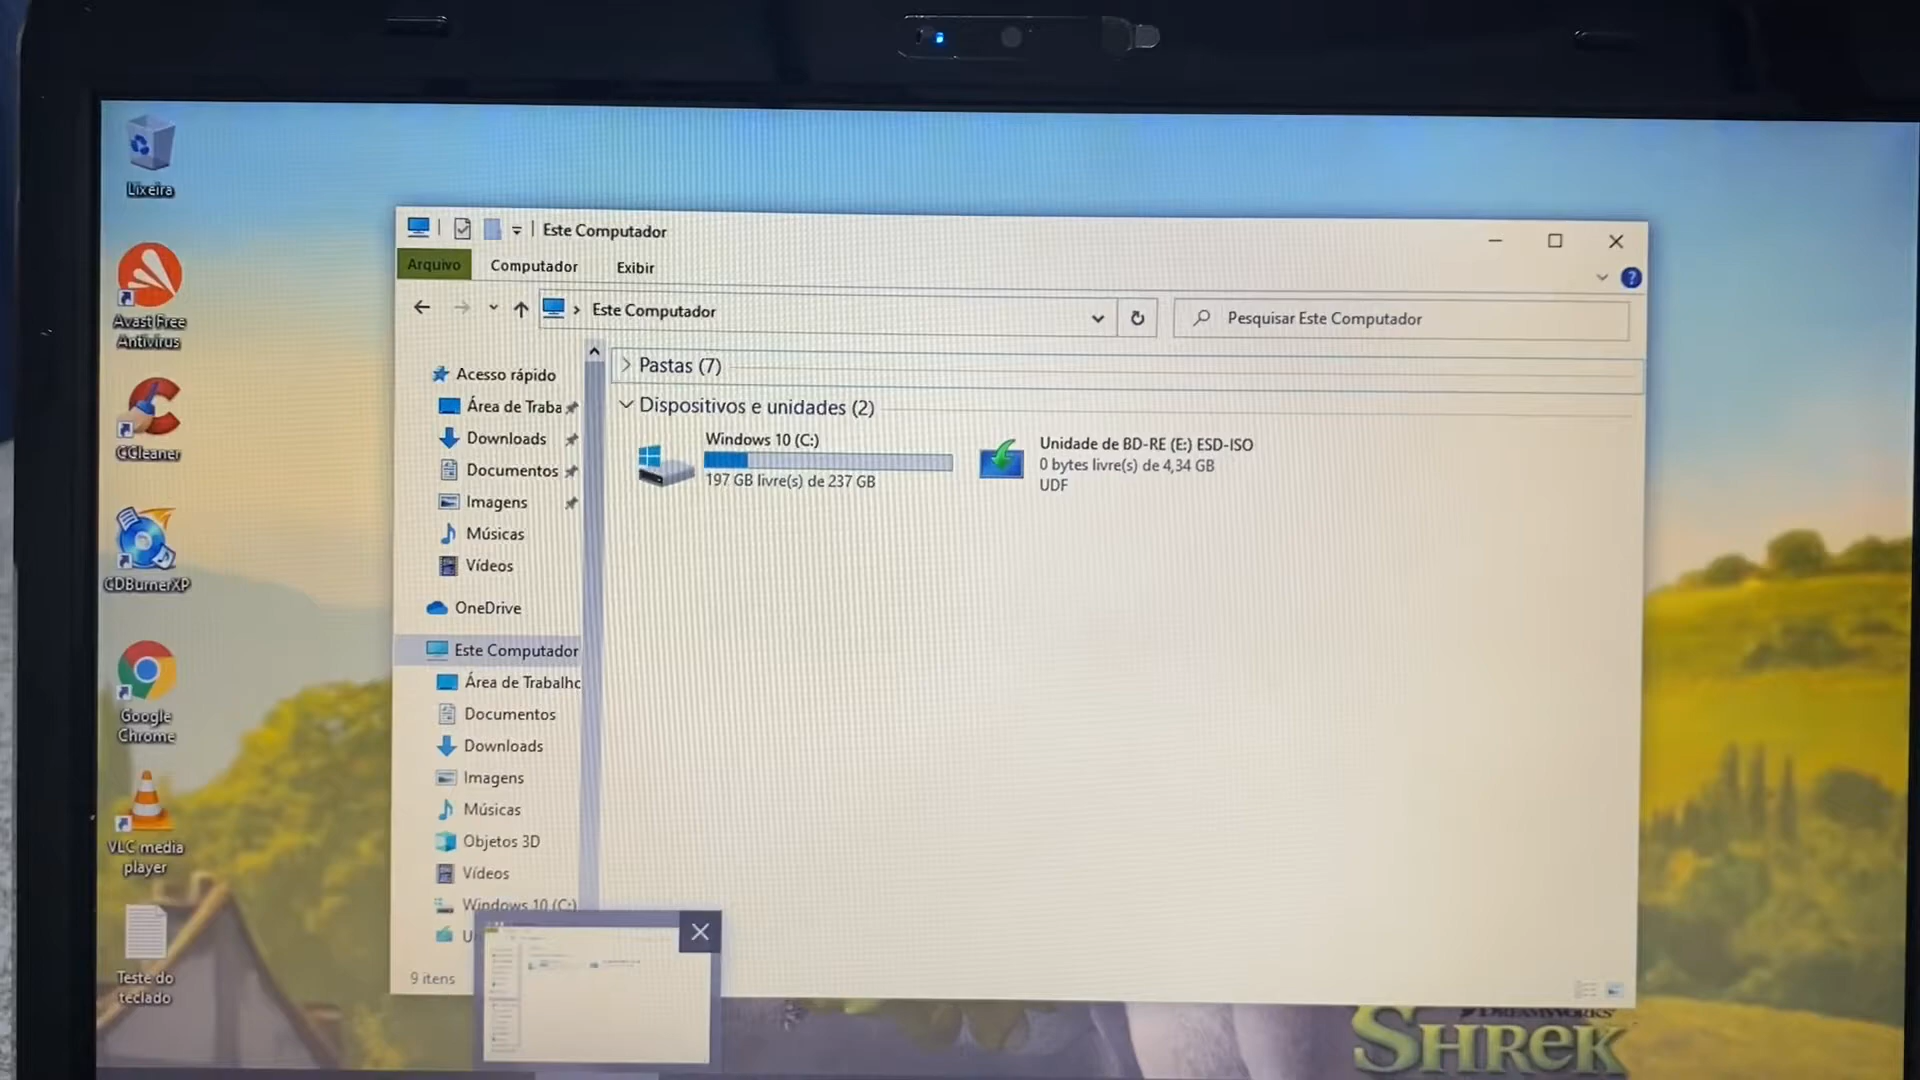 Lixeira
Avast Free
Antivirus
CCleaner
CDBurnerXP
Google
Chrome
VLC media
player
Teste do
teclado
Este Computador
Arquivo
Computador
Exibir
?
Este Computador
Pesquisar Este Computador
Acesso rápido
Área de Traba
Downloads
Documentos
Imagens
Músicas
Vídeos
OneDrive
Este Computador
Área de Trabalho
Documentos
Downloads
Imagens
Músicas
Objetos 3D
Vídeos
Windows 10 (C:)
Un
9 itens
Pastas (7)
Dispositivos e unidades (2)
Windows 10 (C:)
197 GB livre(s) de 237 GB
Unidade de BD-RE (E:) ESD-ISO
0 bytes livre(s) de 4,34 GB
UDF
DREAMWORKS
SHREK